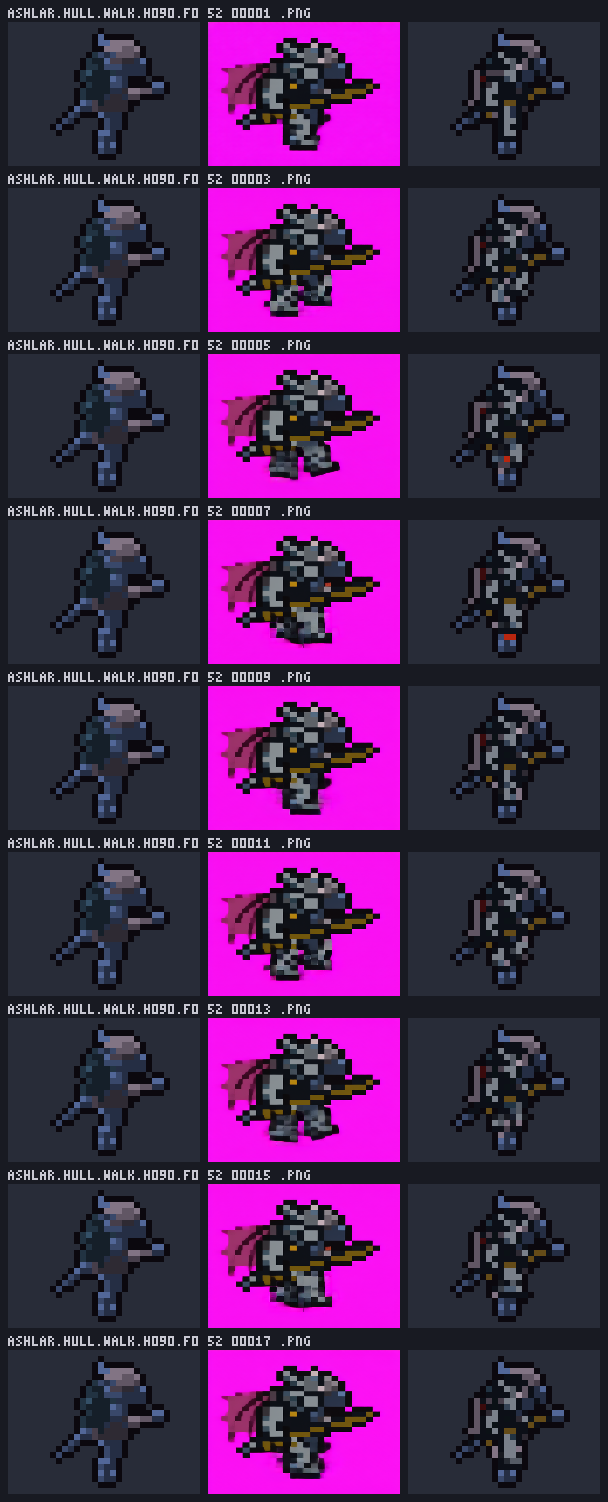 ASHLAR.HULL.WALK.H090.F0 52 00001 .PNG
ASHLAR.HULL.WALK.H090.F0 52 00003 .PNG
ASHLAR.HULL.WALK.H090.F0 52 00005 .PNG
ASHLAR.HULL.WALK.H090.F0 52 00007 .PNG
ASHLAR.HULL.WALK.H090.F0 52 00009 .PNG
ASHLAR.HULL.WALK.H090.F0 52 00011 .PNG
ASHLAR.HULL.WALK.H090.F0 52 00013 .PNG
ASHLAR.HULL.WALK.H090.F0 52 00015 .PNG
ASHLAR.HULL.WALK.H090.F0 52 00017 .PNG